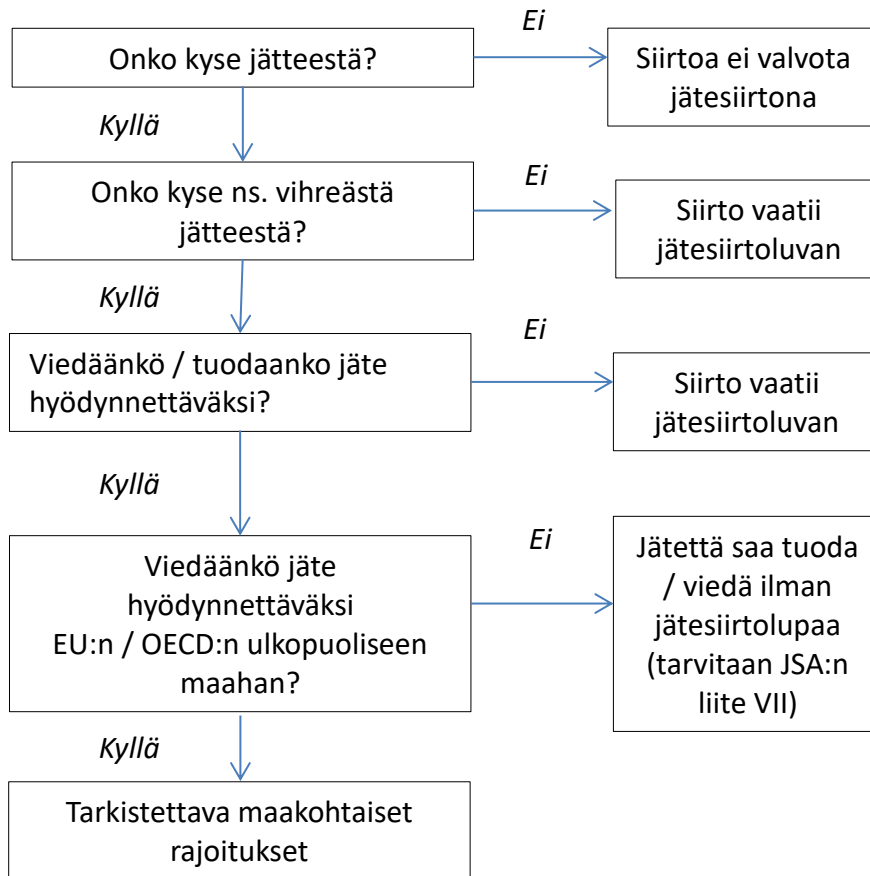 Ei
Onko kyse jätteestä?
Siirtoa ei valvota
jätesiirtona
Kyllä
Ei
Onko kyse ns. vihreästä
jätteestä?
Siirto vaatii
jätesiirtoluvan
Kyllä
Ei
Viedäänkö / tuodaanko jäte
hyödynnettäväksi?
Siirto vaatii
jätesiirtoluvan
Kyllä
Ei
Viedäänkö jäte
hyödynnettäväksi
EU:n / OECD:n ulkopuoliseen
maahan?
Jätettä saa tuoda
/ viedä ilman
jätesiirtolupaa
(tarvitaan JSA:n
liite VII)
Kyllä
Tarkistettava maakohtaiset
rajoitukset